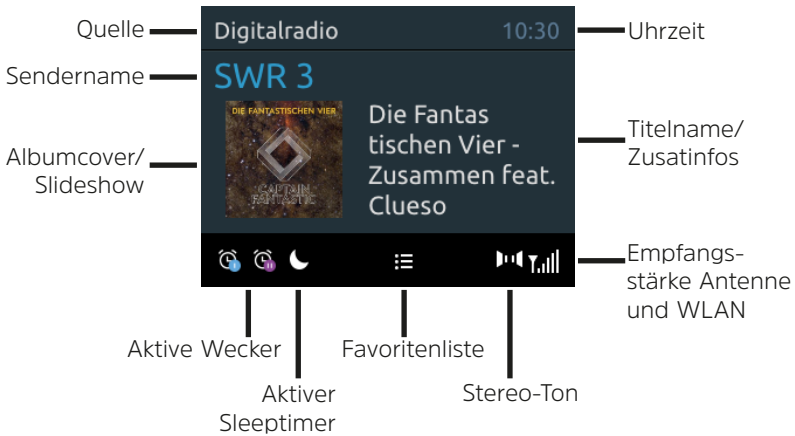 Quelle
Digitalradio
10:30
Uhrzeit
Sendername
SWR 3
DIE FANTASTISCHEN VIER
CAPTAIN
FANTASTIC
Die Fantas
tischen Vier -
Zusammen feat.
Clueso
Titelname/
Zusatinfos
Albumcover/
Slideshow
Empfangs-
stärke Antenne
und WLAN
Aktive Wecker
Favoritenliste
Aktiver
Sleeptimer
Stereo-Ton